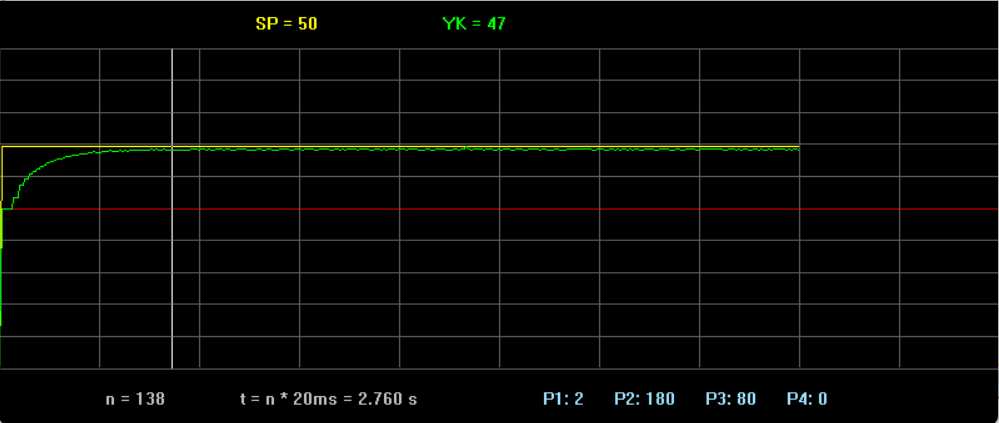 SP = 50 YK = 47
n = 138 t = n * 20ms = 2.760 s P1: 2 P2: 180 P3: 80 P4: 0